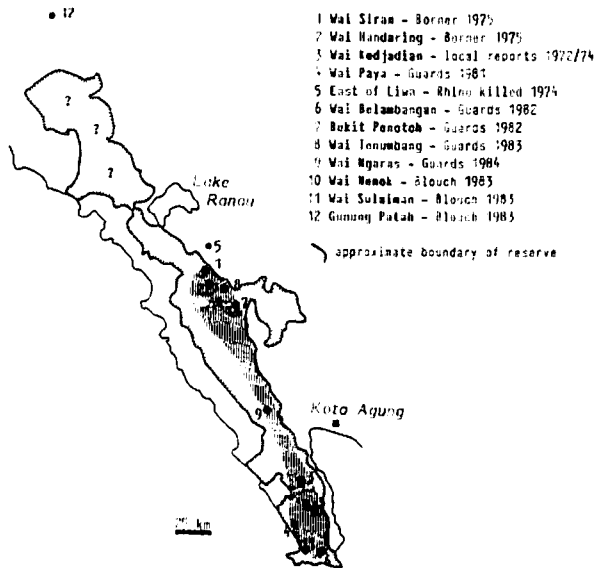 12
1 Wai Siran - Borner 1975
2 Wai Handaring - Borner 1975
3 Wai Kedjadian - local reports 1972/74
4 Wai Paya - Guards 1981
5 East of Liwa - Rhino killed 1974
6 Wai Belambangan - Guards 1982
7 Bukit Penotoh - Guards 1982
8 Wai Tenumbang - Guards 1983
9 Wai Ngaras - Guards 1984
10 Wai Menok - Blouch 1983
11 Wai Sulaiman - Blouch 1983
12 Gunung Patah - Blouch 1983
approximate boundary of reserve
?
?
?
Lake
Ranau
5
1
8
7
9
Kota Agung
4
km